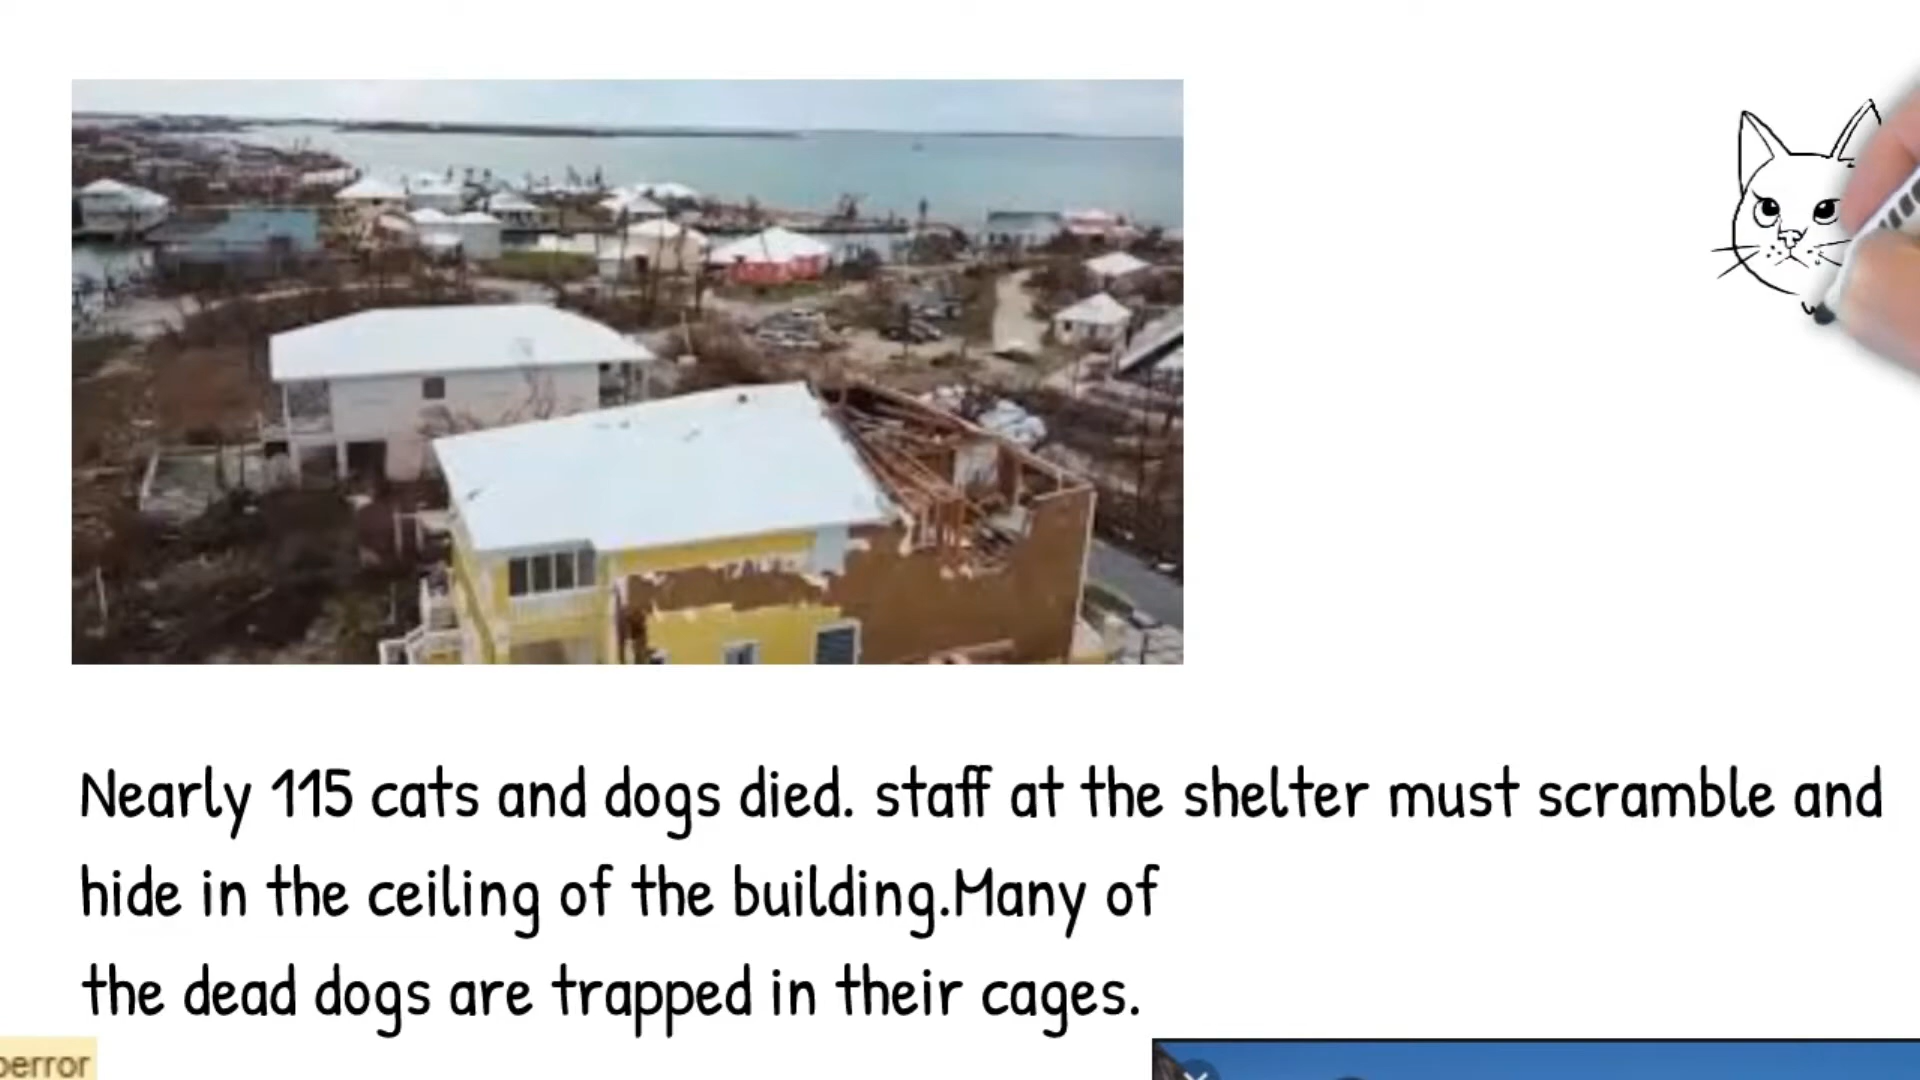 Nearly 115 cats and dogs died. staff at the shelter must scramble and
hide in the ceiling of the building.Many of
the dead dogs are trapped in their cages.